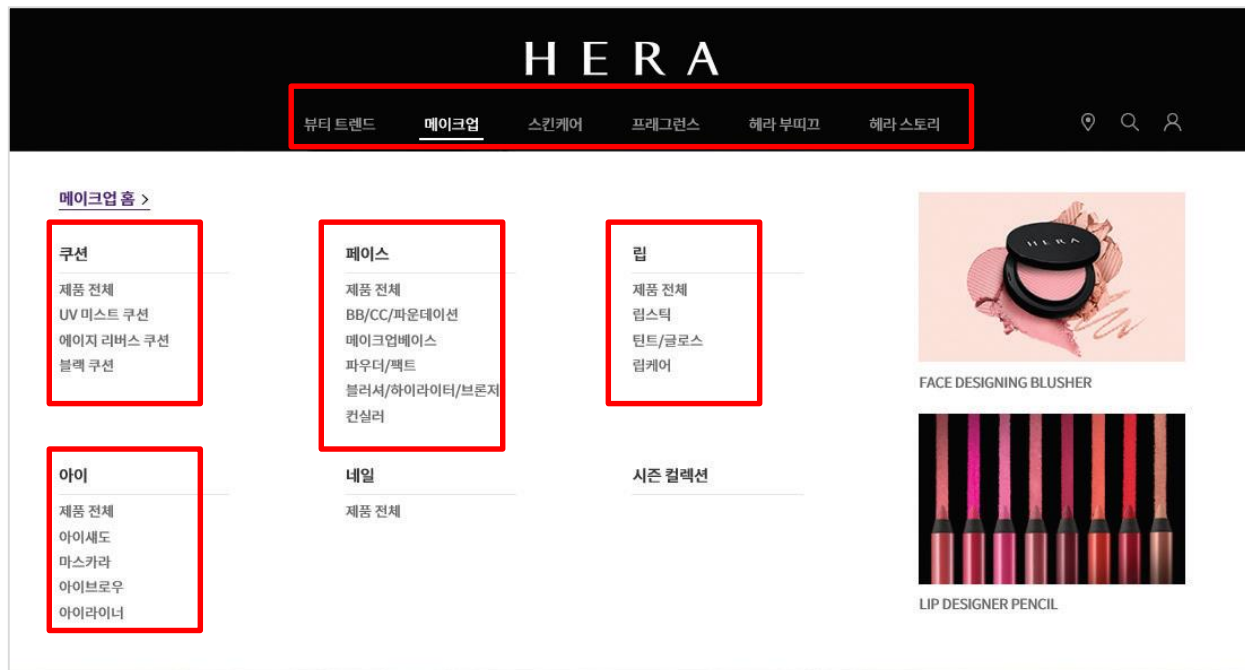 HERA
뷰티 트렌드 메이크업 스킨케어 프래그런스 헤라 부띠끄 헤라 스토리
메이크업 홈 >
쿠션
제품 전체
UV 미스트 쿠션
에이지 리버스 쿠션
블랙 쿠션
페이스
제품 전체
BB/CC/파운데이션
메이크업베이스
파우더/팩트
블러셔/하이라이터/브론저
컨실러
립
제품 전체
립스틱
틴트/글로스
립케어
HERA
FACE DESIGNING BLUSHER
아이
제품 전체
아이섀도
마스카라
아이브로우
아이라이너
네일
제품 전체
시즌 컬렉션
LIP DESIGNER PENCIL